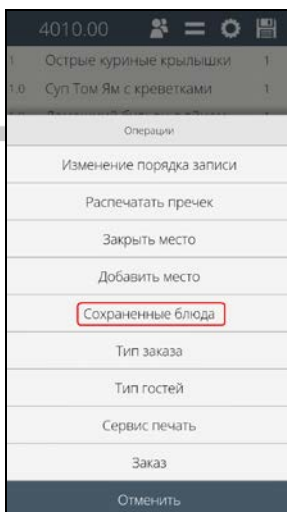 4010.00
1 Острые куриные крылышки 1
1.0 Суп Том Ям с креветками 1
Операции
Изменение порядка записи
Распечатать пречек
Закрыть место
Добавить место
Сохраненные блюда
Тип заказа
Тип гостей
Сервис печать
Заказ
Отменить